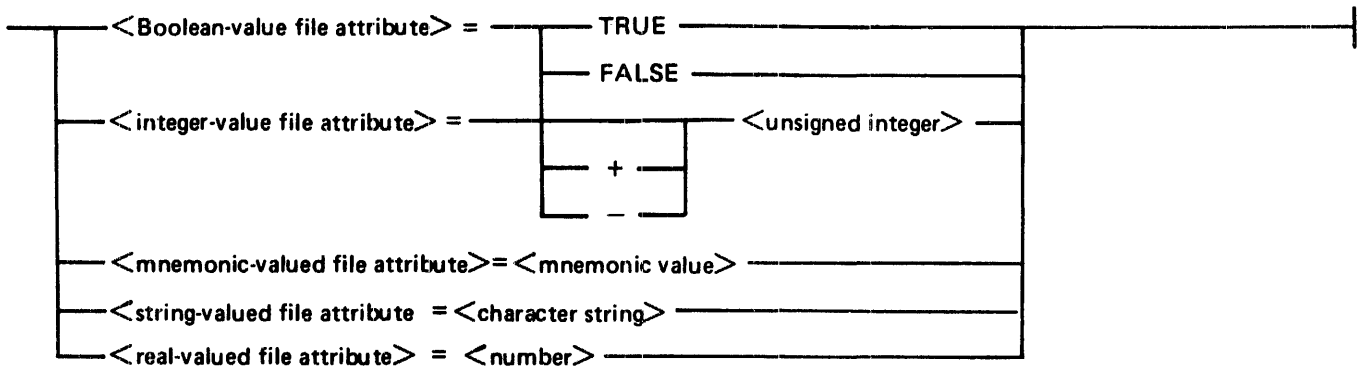 <Boolean-value file attribute> = TRUE
FALSE
<integer-value file attribute> = <unsigned integer>
+
−
<mnemonic-valued file attribute>=<mnemonic value>
<string-valued file attribute = <character string>
<real-valued file attribute> = <number>